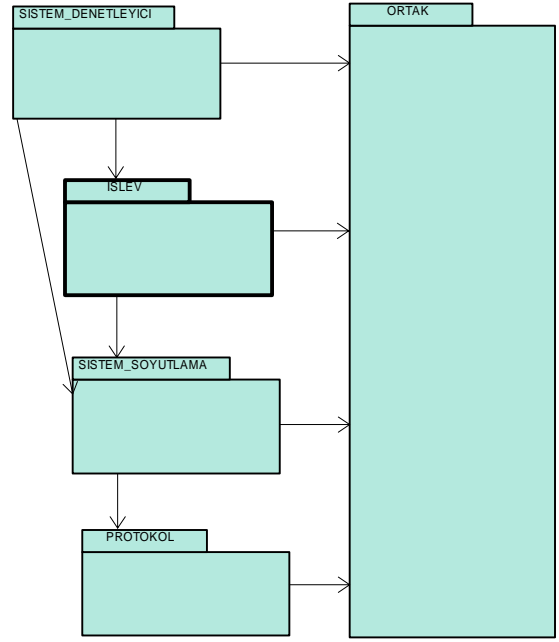 SISTEM_DENETLEYICI
ORTAK
ISLEV
SISTEM_SOYUTLAMA
PROTOKOL